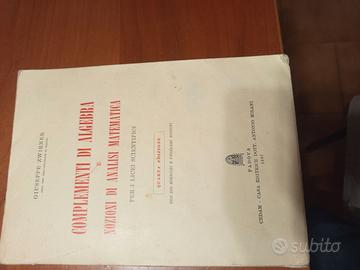 GIUSEPPE ZWIRNER
COMPLEMENTI DI ALGEBRA
E
NOZIONI DI ANALISI MATEMATICA
PER I LICEI SCIENTIFICI
QUARTA EDIZIONE
PADOVA
CEDAM - CASA EDITRICE DOTT. ANTONIO MILANI
subito